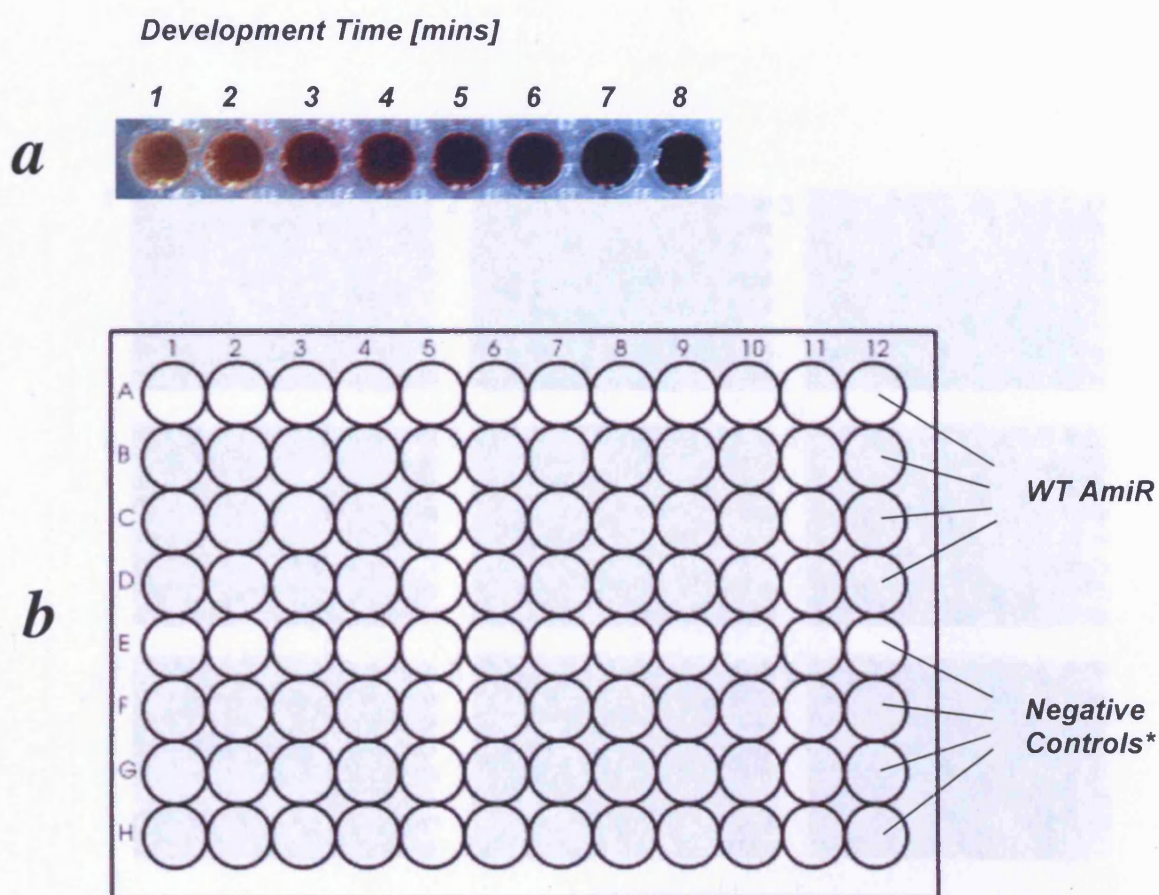 Development Time [mins]
1 2 3 4 5 6 7 8
a
1 2 3 4 5 6 7 8 9 10 11 12
A
B
C
WT AmiR
D
b
E
F
Negative
Controls*
G
H